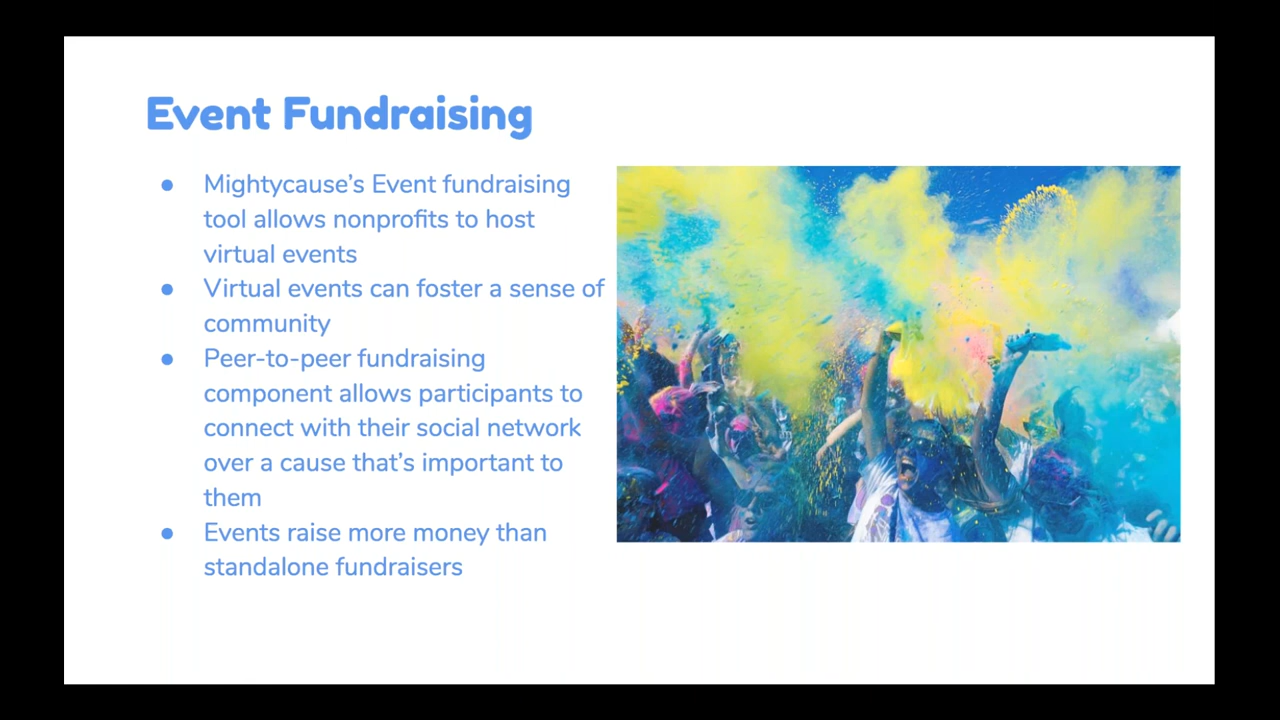 Event Fundraising
● Mightycause’s Event fundraising
tool allows nonprofits to host
virtual events
● Virtual events can foster a sense of
community
● Peer-to-peer fundraising
component allows participants to
connect with their social network
over a cause that’s important to
them
● Events raise more money than
standalone fundraisers